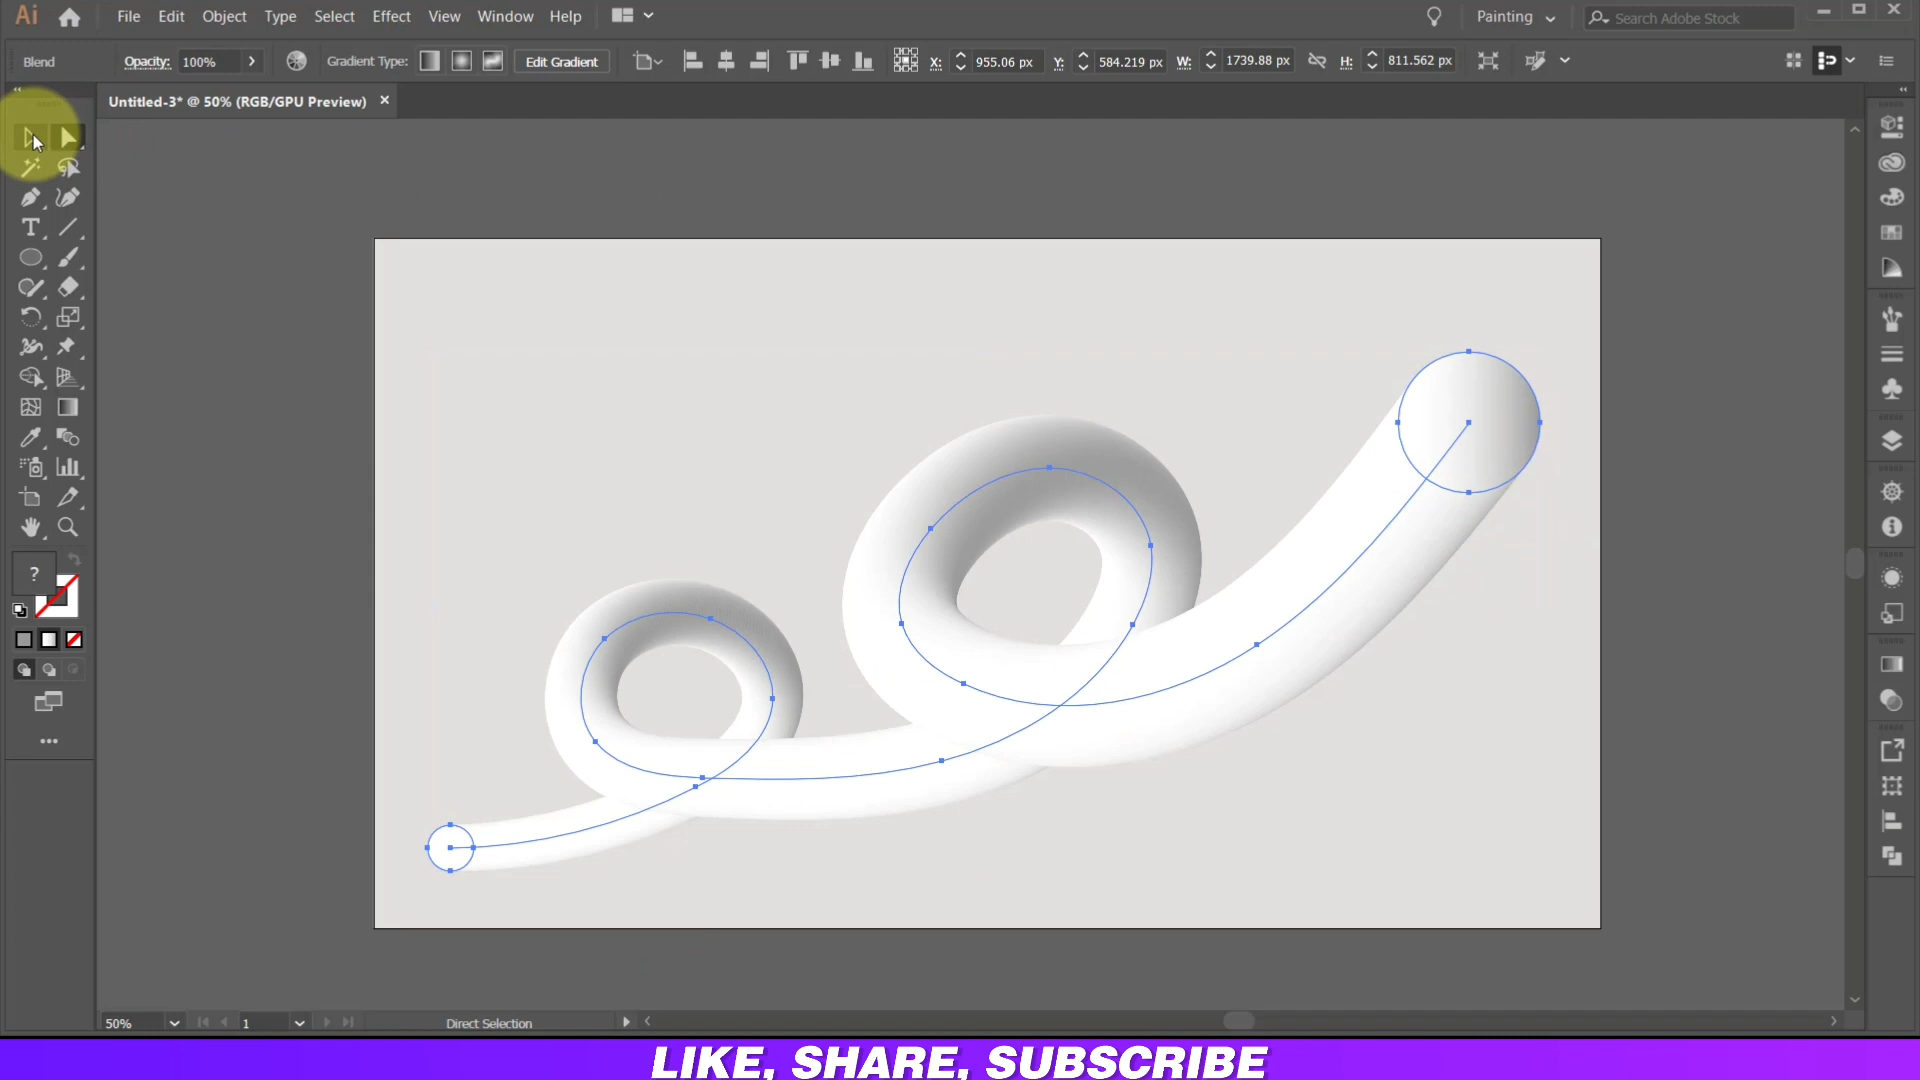 Ai File Edit Object Type Select Effect View Window Help Painting Search Adobe Stock
Blend Opacity: 100% Gradient Type: Edit Gradient X: 955.06 px Y: 584.219 px W: 1739.88 px H: 811.562 px
Untitled-3* @ 50% (RGB/GPU Preview)
T
?
50% 1 Direct Selection
LIKE, SHARE, SUBSCRIBE